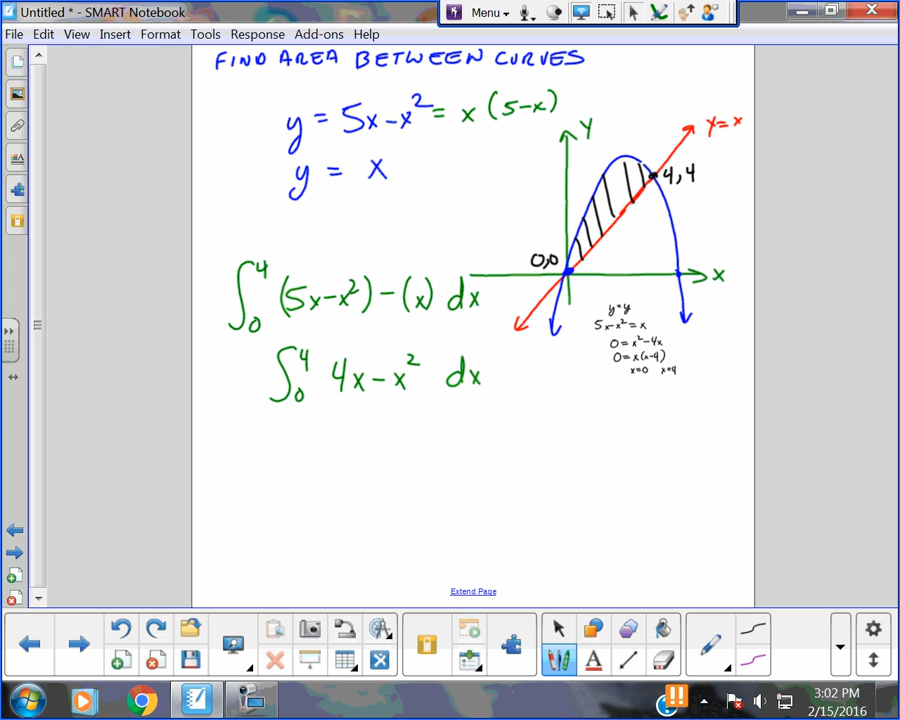 Untitled * - SMART Notebook
Menu
File Edit View Insert Format Tools Response Add-ons Help
FIND AREA BETWEEN CURVES
y = 5x-x² = x (5-x)
y = x
Y
Y=x
4,4
0,0
X
∫₀⁴ (5x-x²) - (x) dx
y=y
5x-x²=x
0=x²-4x
0=x(x-4)
x=0 x=4
∫₀⁴ 4x-x² dx
Extend Page
3:02 PM
2/15/2016